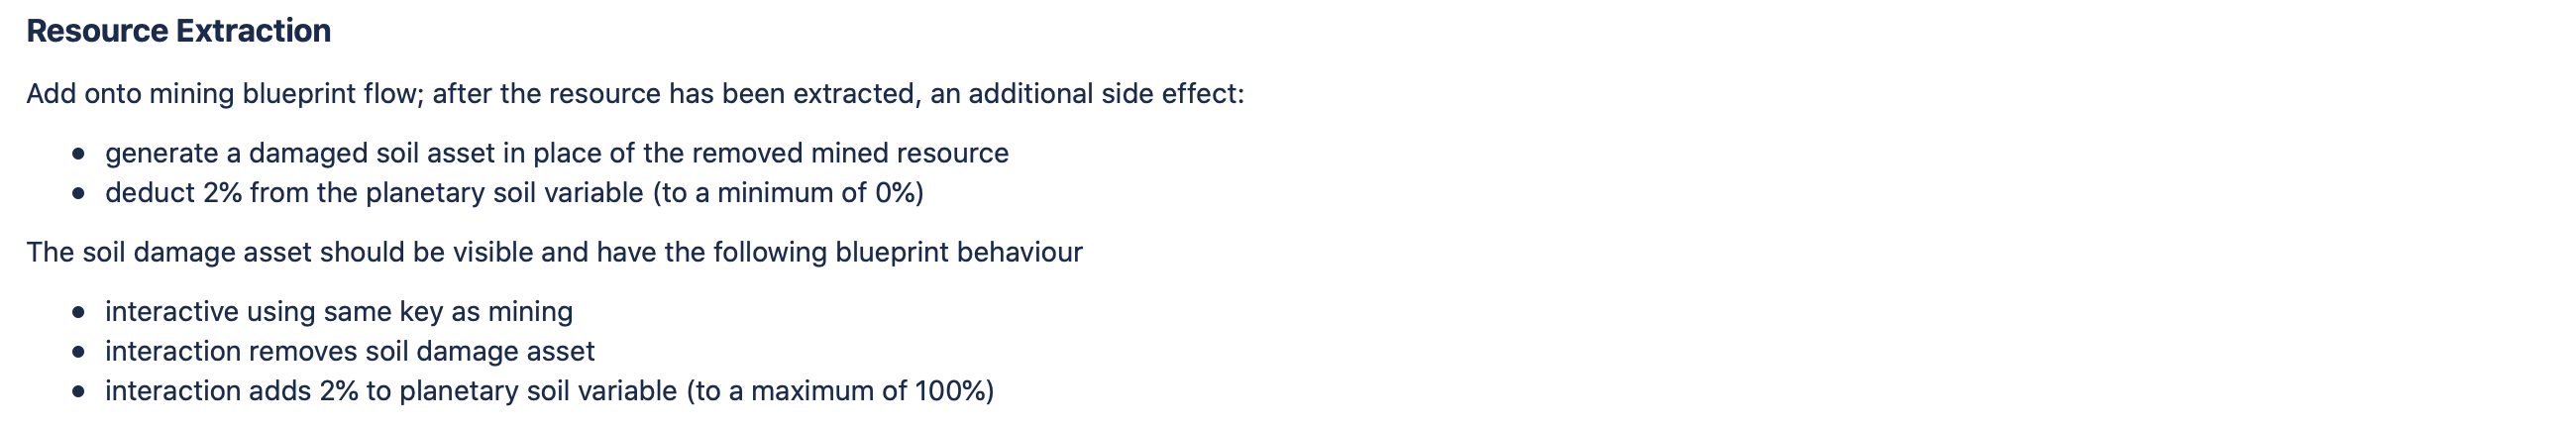 Resource Extraction
Add onto mining blueprint flow; after the resource has been extracted, an additional side effect:
● generate a damaged soil asset in place of the removed mined resource
● deduct 2% from the planetary soil variable (to a minimum of 0%)
The soil damage asset should be visible and have the following blueprint behaviour
● interactive using same key as mining
● interaction removes soil damage asset
● interaction adds 2% to planetary soil variable (to a maximum of 100%)